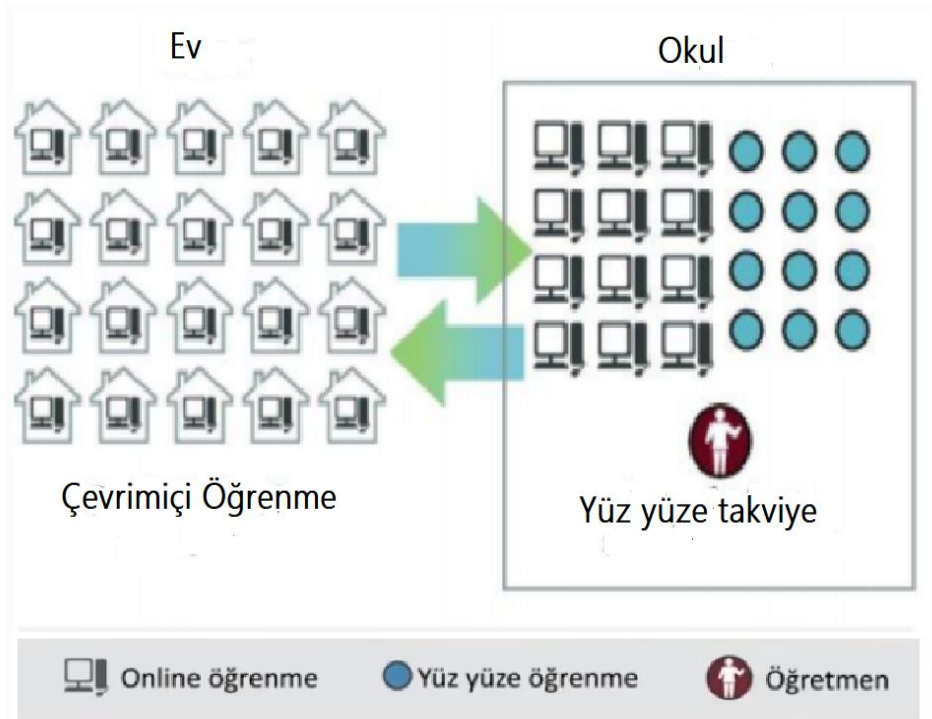 Ev
Okul
Çevrimiçi Öğrenme
Yüz yüze takviye
Online öğrenme
Yüz yüze öğrenme
Öğretmen